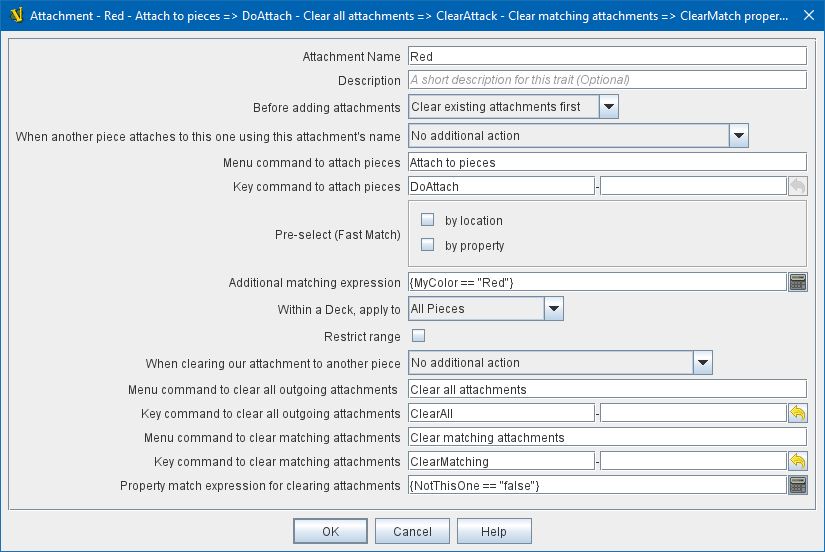 Attachment - Red - Attach to pieces => DoAttach - Clear all attachments => ClearAttack - Clear matching attachments => ClearMatch proper...
Attachment Name Red
Description A short description for this trait (Optional)
Before adding attachments Clear existing attachments first
When another piece attaches to this one using this attachment's name No additional action
Menu command to attach pieces Attach to pieces
Key command to attach pieces DoAttach -
Pre-select (Fast Match)
by location
by property
Additional matching expression {MyColor == "Red"}
Within a Deck, apply to All Pieces
Restrict range
When clearing our attachment to another piece No additional action
Menu command to clear all outgoing attachments Clear all attachments
Key command to clear all outgoing attachments ClearAll -
Menu command to clear matching attachments Clear matching attachments
Key command to clear matching attachments ClearMatching -
Property match expression for clearing attachments {NotThisOne == "false"}
OK Cancel Help